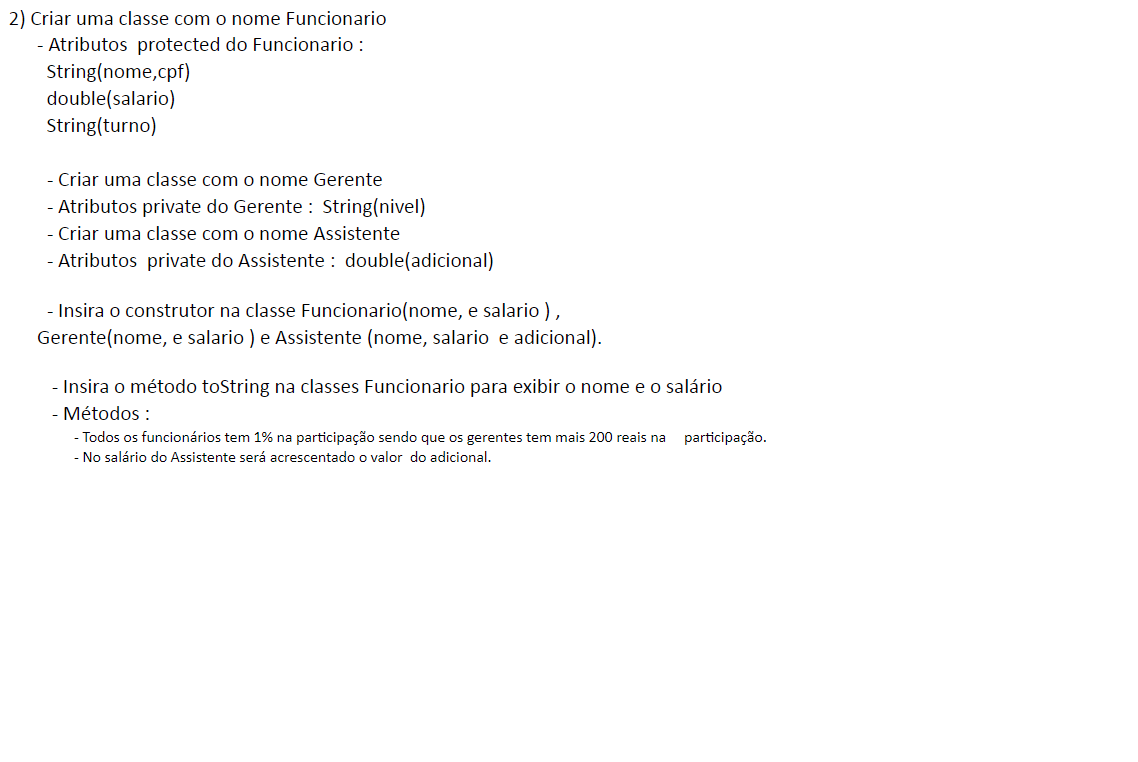 2) Criar uma classe com o nome Funcionario
- Atributos protected do Funcionario :
String(nome,cpf)
double(salario)
String(turno)
- Criar uma classe com o nome Gerente
- Atributos private do Gerente : String(nivel)
- Criar uma classe com o nome Assistente
- Atributos private do Assistente : double(adicional)
- Insira o construtor na classe Funcionario(nome, e salario ) ,
Gerente(nome, e salario ) e Assistente (nome, salario e adicional).
- Insira o método toString na classes Funcionario para exibir o nome e o salário
- Métodos :
- Todos os funcionários tem 1% na participação sendo que os gerentes tem mais 200 reais na participação.
- No salário do Assistente será acrescentado o valor do adicional.